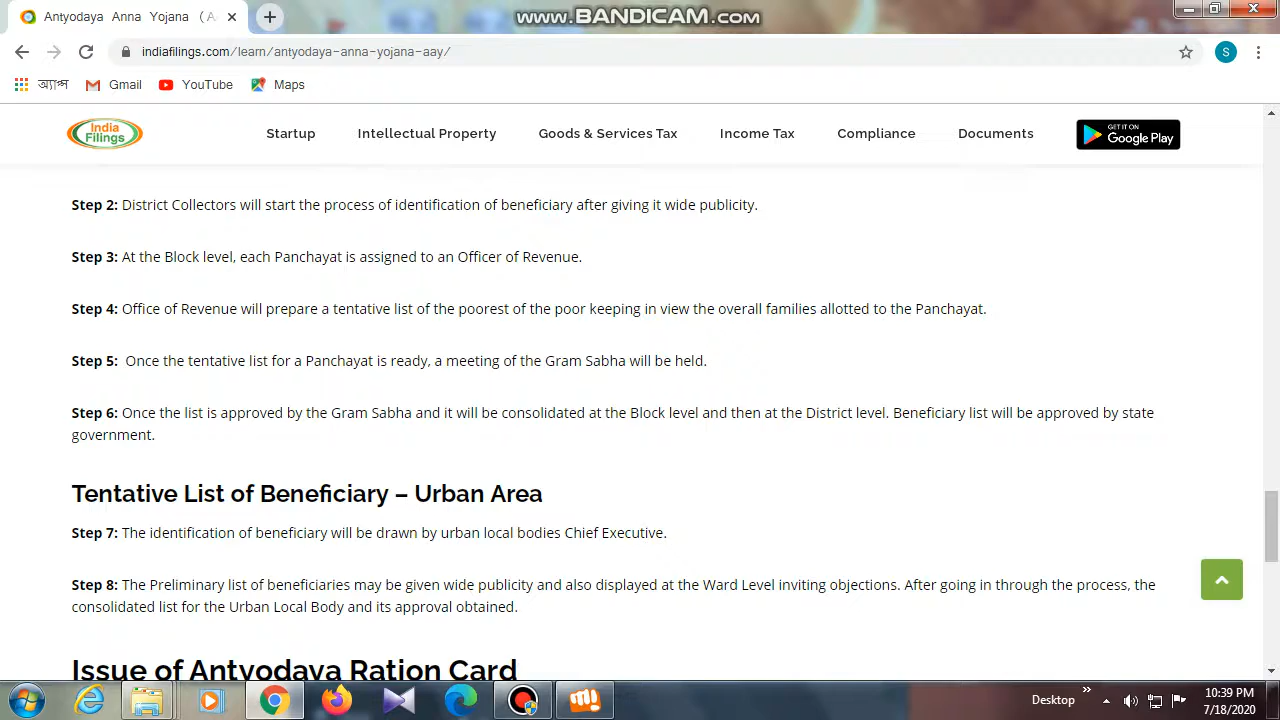 Antyodaya Anna Yojana ( A
www.BANDICAM.com
indiafilings.com/learn/antyodaya-anna-yojana-aay/
S
অ্যাপ্স Gmail YouTube Maps
India
Filings
Startup Intellectual Property Goods & Services Tax Income Tax Compliance Documents
GET IT ON
Google Play
Step 2: District Collectors will start the process of identification of beneficiary after giving it wide publicity.
Step 3: At the Block level, each Panchayat is assigned to an Officer of Revenue.
Step 4: Office of Revenue will prepare a tentative list of the poorest of the poor keeping in view the overall families allotted to the Panchayat.
Step 5: Once the tentative list for a Panchayat is ready, a meeting of the Gram Sabha will be held.
Step 6: Once the list is approved by the Gram Sabha and it will be consolidated at the Block level and then at the District level. Beneficiary list will be approved by state
government.
Tentative List of Beneficiary – Urban Area
Step 7: The identification of beneficiary will be drawn by urban local bodies Chief Executive.
Step 8: The Preliminary list of beneficiaries may be given wide publicity and also displayed at the Ward Level inviting objections. After going in through the process, the
consolidated list for the Urban Local Body and its approval obtained.
Issue of Antyodaya Ration Card
Desktop
10:39 PM
7/18/2020